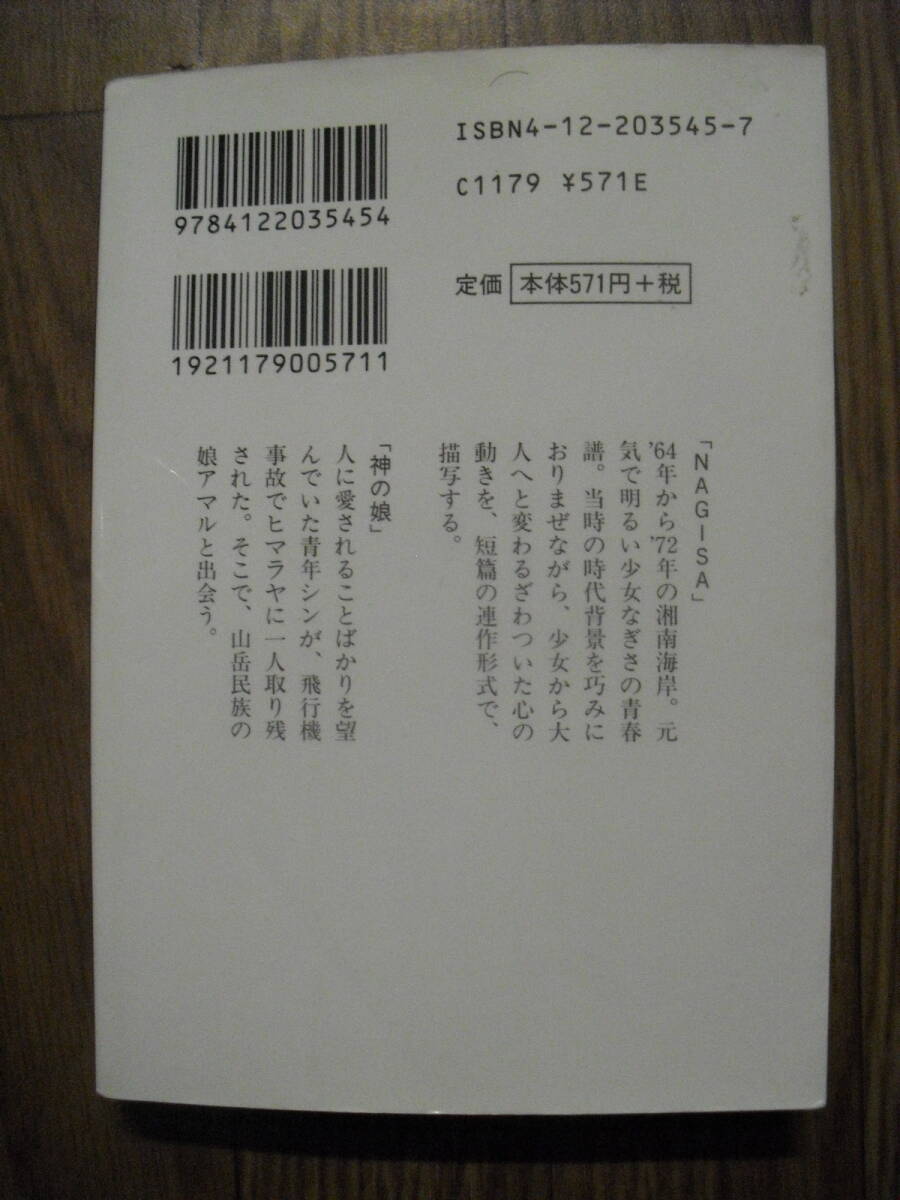 ISBN4-12-203545-7
C1179 ¥571E
9784122035454
定価 本体571円+税
1921179005711
「NAGISA」
'64年から'72年の湘南海岸。元
気で明るい少女なぎさの青春
譜。当時の時代背景を巧みに
おりまぜながら、少女から大
人へと変わるざわついた心の
動きを、短篇の連作形式で、
描写する。
「神の娘」
人に愛されることばかりを望
んでいた青年シンが、飛行機
事故でヒマラヤに一人取り残
された。そこで、山岳民族の
娘アマルと出会う。